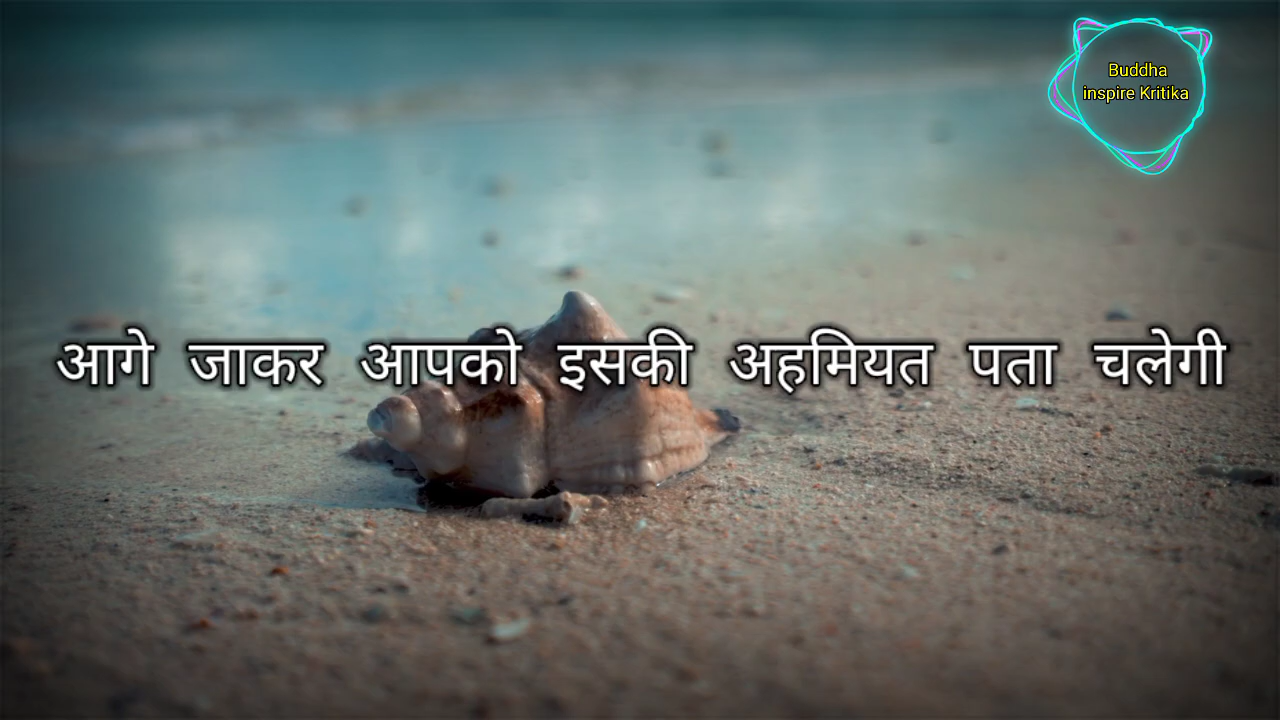 Buddha
inspire Kritika
आगे जाकर आपको इसकी अहमियत पता चलेगी